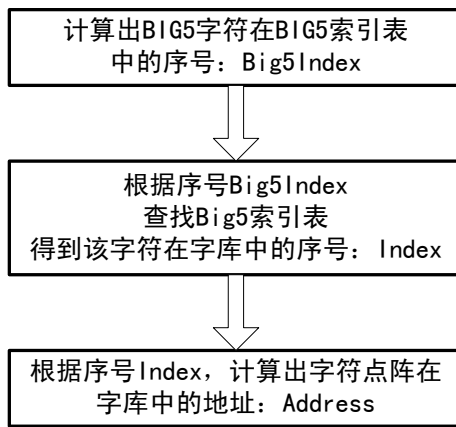 计算出BIG5字符在BIG5索引表
中的序号：Big5Index
根据序号Big5Index
查找Big5索引表
得到该字符在字库中的序号：Index
根据序号Index，计算出字符点阵在
字库中的地址：Address